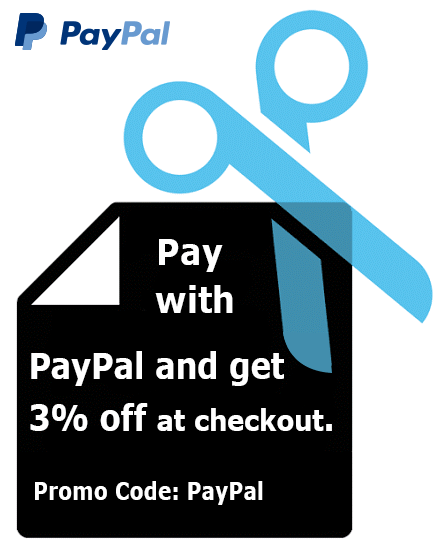 PayPal
Pay
with
PayPal and get
3% off at checkout.
Promo Code: PayPal